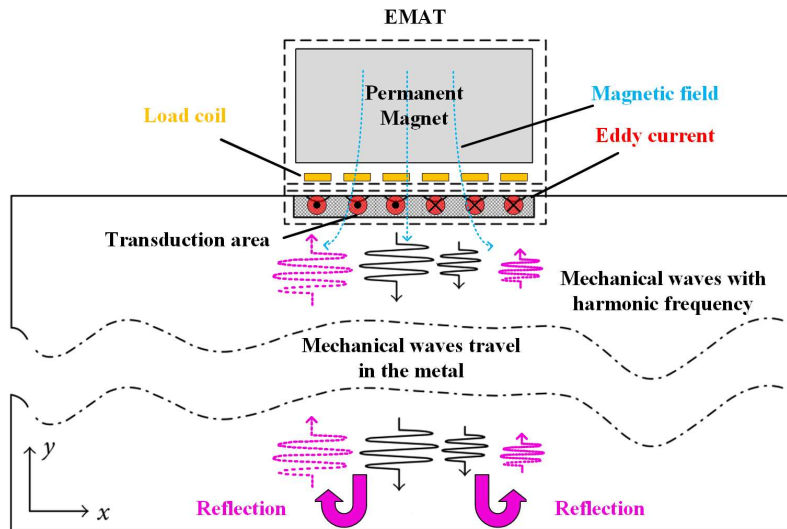 EMAT
Permanent
Magnet
Load coil
Magnetic field
Eddy current
Transduction area
Mechanical waves with
harmonic frequency
Mechanical waves travel
in the metal
y
x
Reflection
Reflection